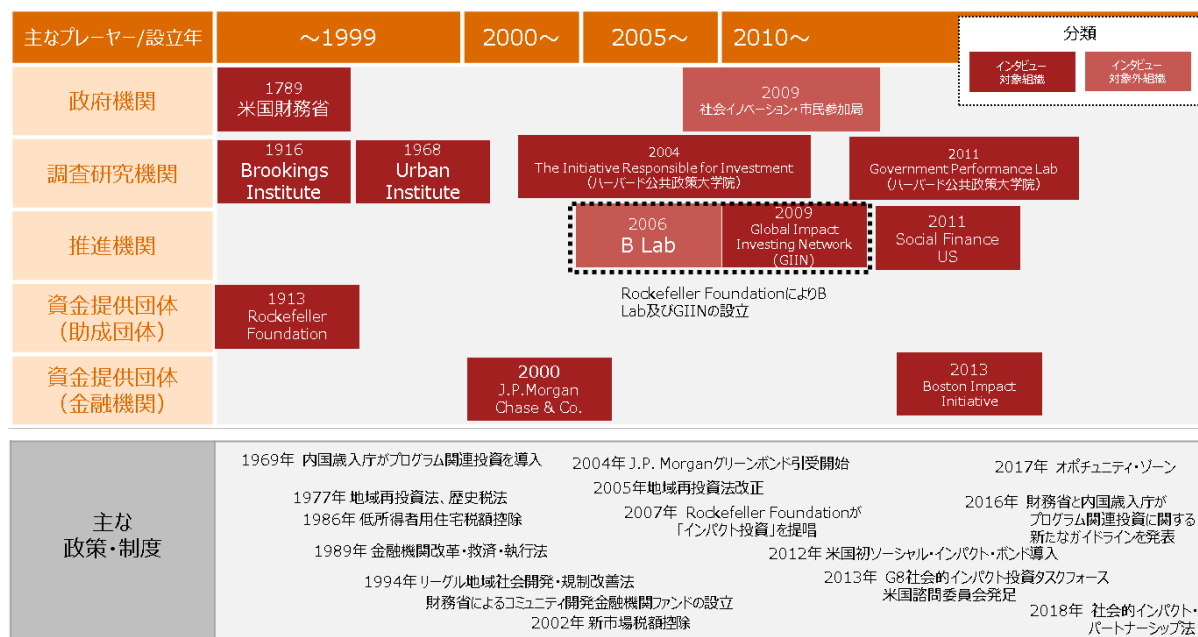 主なプレーヤー/設立年
～1999
2000～
2005～
2010～
分類
インタビュー
対象組織
インタビュー
対象外組織
政府機関
1789
米国財務省
2009
社会イノベーション・市民参加局
調査研究機関
1916
Brookings
Institute
1968
Urban
Institute
2004
The Initiative Responsible for Investment
（ハーバード公共政策大学院）
2011
Government Performance Lab
（ハーバード公共政策大学院）
推進機関
2006
B Lab
2009
Global Impact
Investing Network
(GIIN)
2011
Social Finance
US
Rockefeller FoundationによりB
Lab及びGIINの設立
資金提供団体
（助成団体）
1913
Rockefeller
Foundation
資金提供団体
（金融機関）
2000
J.P.Morgan
Chase & Co.
2013
Boston Impact
Initiative
主な
政策・制度
1969年 内国歳入庁がプログラム関連投資を導入
1977年 地域再投資法、歴史税法
1986年 低所得者用住宅税額控除
1989年 金融機関改革・救済・執行法
1994年 リーグル地域社会開発・規制改善法
財務省によるコミュニティ開発金融機関ファンドの設立
2002年 新市場税額控除
2004年 J.P. Morganグリーンボンド引受開始
2005年地域再投資法改正
2007年 Rockefeller Foundationが
「インパクト投資」を提唱
2012年 米国初ソーシャル・インパクト・ボンド導入
2013年 G8社会的インパクト投資タスクフォース
米国諮問委員会発足
2017年 オポチュニティ・ゾーン
2016年 財務省と内国歳入庁が
プログラム関連投資に関する
新たなガイドラインを発表
2018年 社会的インパクト・
パートナーシップ法